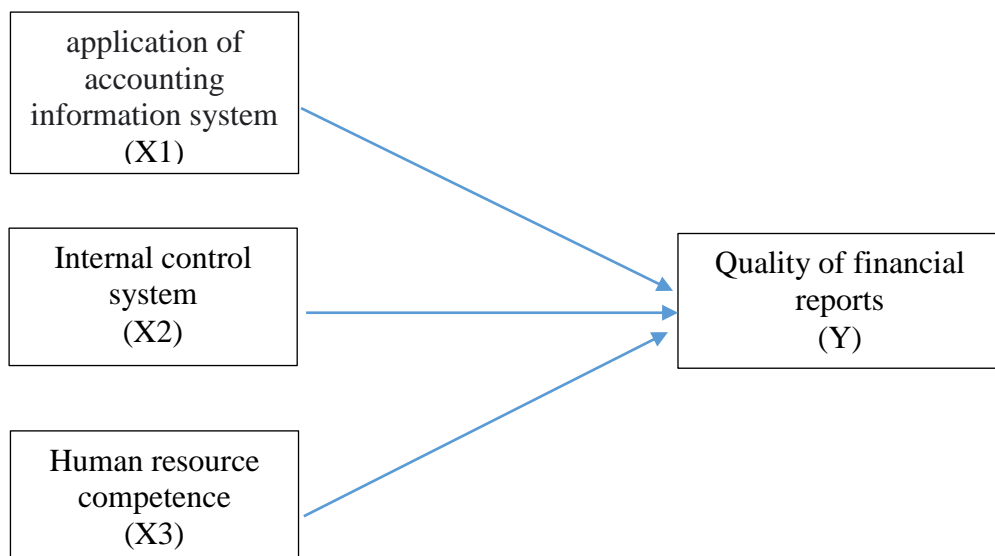 application of
accounting
information system
(X1)
Internal control
system
(X2)
Human resource
competence
(X3)
Quality of financial
reports
(Y)